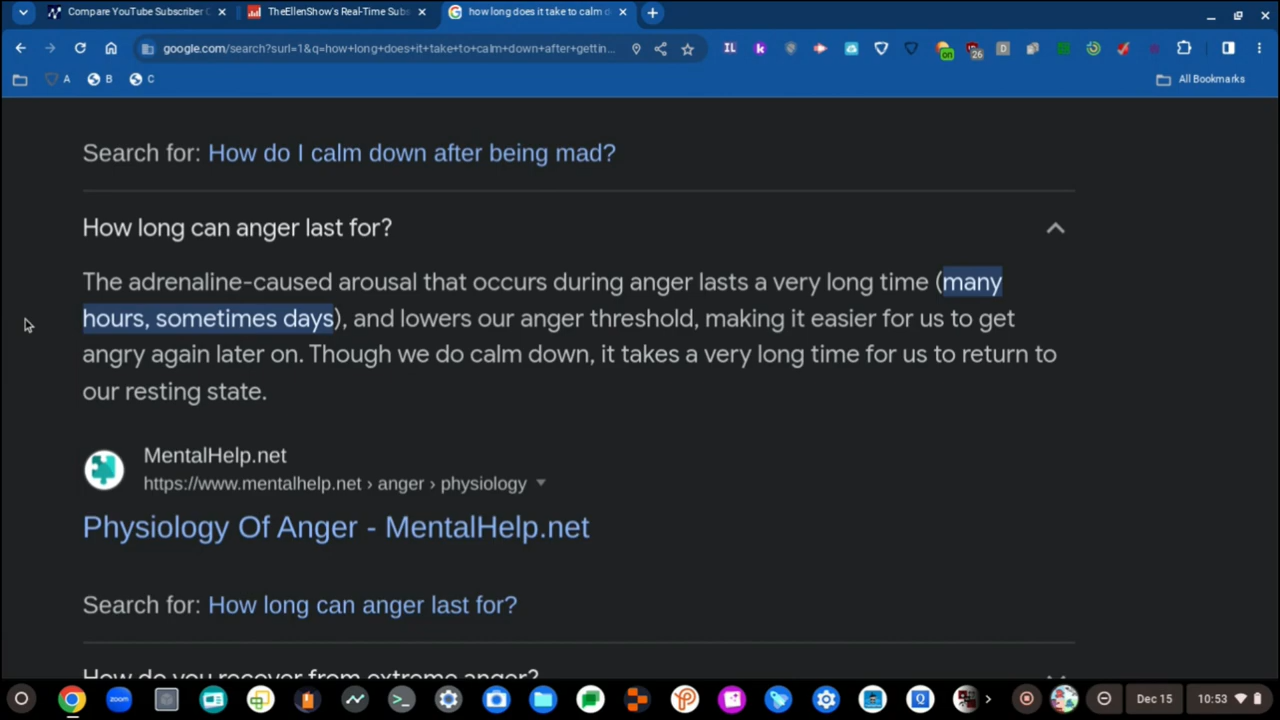 Compare YouTube Subscriber C
TheEllenShow's Real-Time Subs
how long does it take to calm d
google.com/search?surl=1&q=how+long+does+it+take+to+calm+down+after+gettin...
IL
k
on
26
D
A
B
C
All Bookmarks
Search for: How do I calm down after being mad?
How long can anger last for?
The adrenaline-caused arousal that occurs during anger lasts a very long time (many
hours, sometimes days), and lowers our anger threshold, making it easier for us to get
angry again later on. Though we do calm down, it takes a very long time for us to return to
our resting state.
MentalHelp.net
https://www.mentalhelp.net › anger › physiology
Physiology Of Anger - MentalHelp.net
Search for: How long can anger last for?
How do you recover from extreme anger?
zoom
Q
Dec 15
10:53